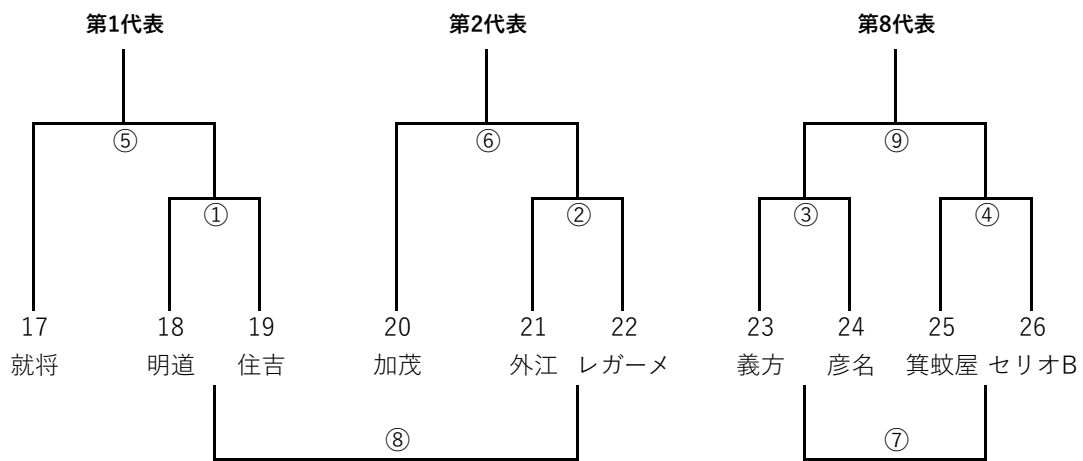 第1代表 第2代表 第8代表
⑤ ⑥ ⑨
① ② ③ ④
17 18 19 20 21 22 23 24 25 26
就将 明道 住吉 加茂 外江 レガーメ 義方 彦名 箕蚊屋 セリオB
⑧ ⑦